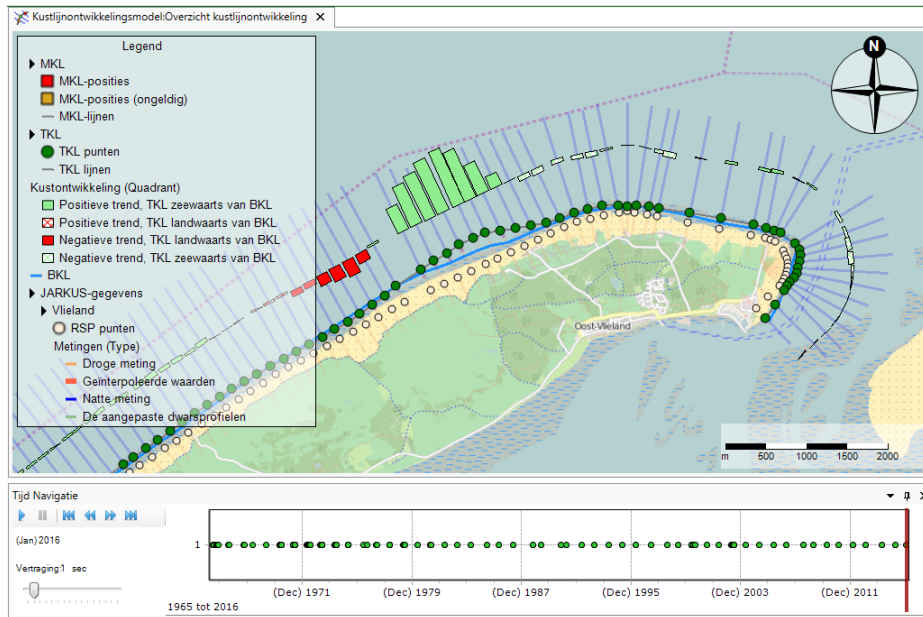 Kustlijnontwikkelingsmodel:Overzicht kustlijnontwikkeling
Legend
MKL
MKL-posities
MKL-posities (ongeldig)
MKL-lijnen
TKL
TKL punten
TKL lijnen
Kustontwikkeling (Quadrant)
Positieve trend, TKL zeewaarts van BKL
Positieve trend, TKL landwaarts van BKL
Negatieve trend, TKL landwaarts van BKL
Negatieve trend, TKL zeewaarts van BKL
BKL
JARKUS-gegevens
Vlieland
RSP punten
Metingen (Type)
Droge meting
Geïnterpoleerde waarden
Natte meting
De aangepaste dwarsprofielen
N
Oost-Vlieland
m 500 1000 1500 2000
Tijd Navigatie
(Jan)2016
Vertraging:1 sec
1
(Dec) 1971 (Dec) 1979 (Dec) 1987 (Dec) 1995 (Dec) 2003 (Dec) 2011
1965 tot 2016